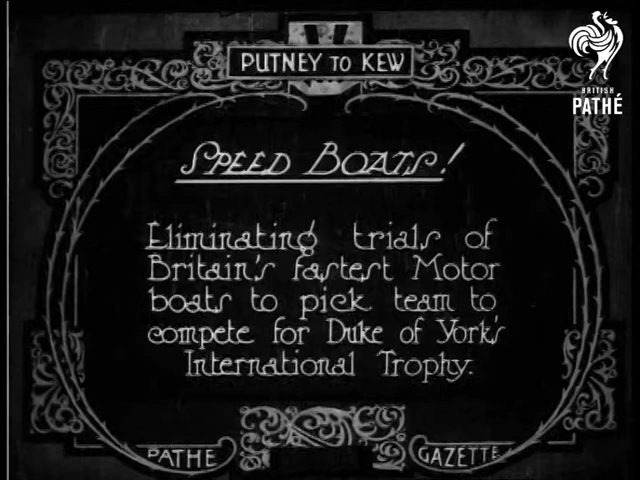 PUTNEY TO KEW
BRITISH
PATHÉ
SPEED BOATS!
Eliminating trials of
Britain's fastest Motor
boats to pick team to
compete for Duke of York's
International Trophy.
PATHE GAZETTE